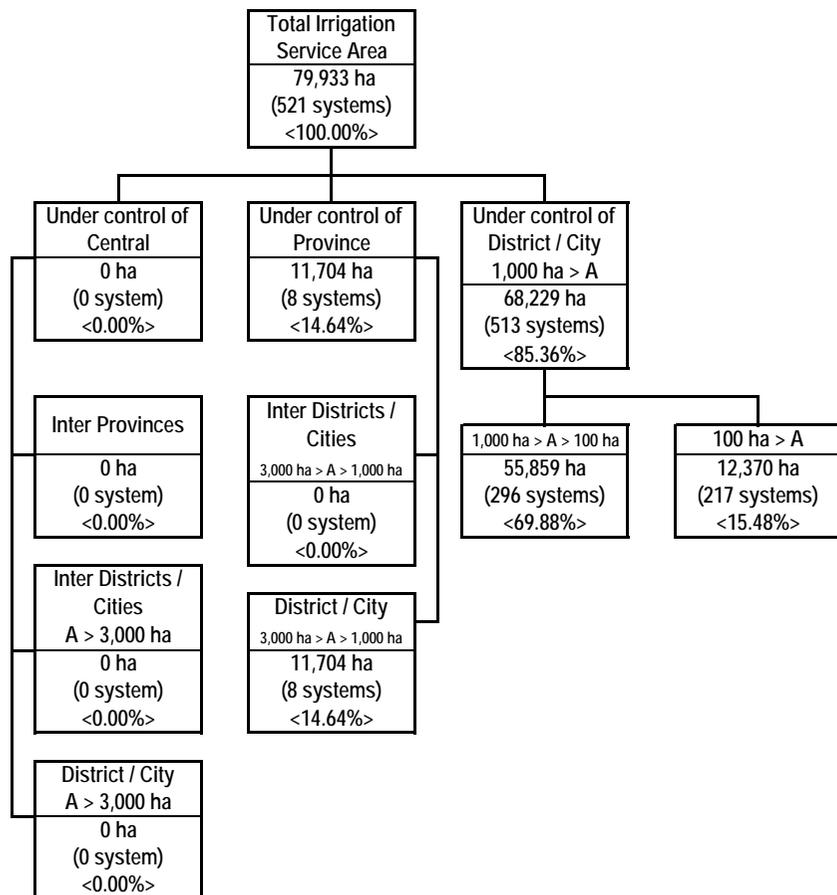 Total Irrigation
Service Area
79,933 ha
(521 systems)
<100.00%>
Under control of
Central
0 ha
(0 system)
<0.00%>
Under control of
Province
11,704 ha
(8 systems)
<14.64%>
Under control of
District / City
1,000 ha > A
68,229 ha
(513 systems)
<85.36%>
Inter Provinces
0 ha
(0 system)
<0.00%>
Inter Districts /
Cities
3,000 ha > A > 1,000 ha
0 ha
(0 system)
<0.00%>
1,000 ha > A > 100 ha
55,859 ha
(296 systems)
<69.88%>
100 ha > A
12,370 ha
(217 systems)
<15.48%>
Inter Districts /
Cities
A > 3,000 ha
0 ha
(0 system)
<0.00%>
District / City
3,000 ha > A > 1,000 ha
11,704 ha
(8 systems)
<14.64%>
District / City
A > 3,000 ha
0 ha
(0 system)
<0.00%>